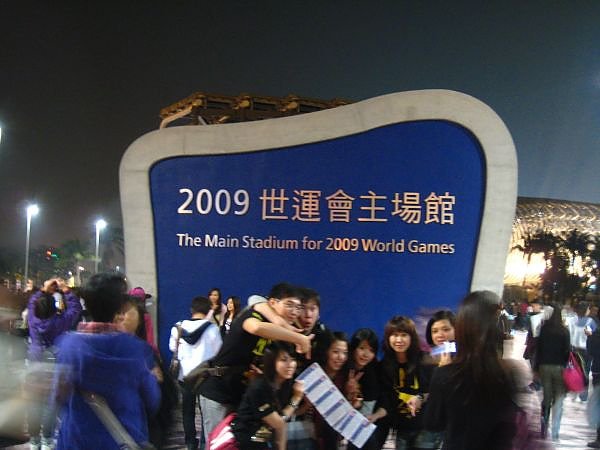 2009 世運會主場館
The Main Stadium for 2009 World Games